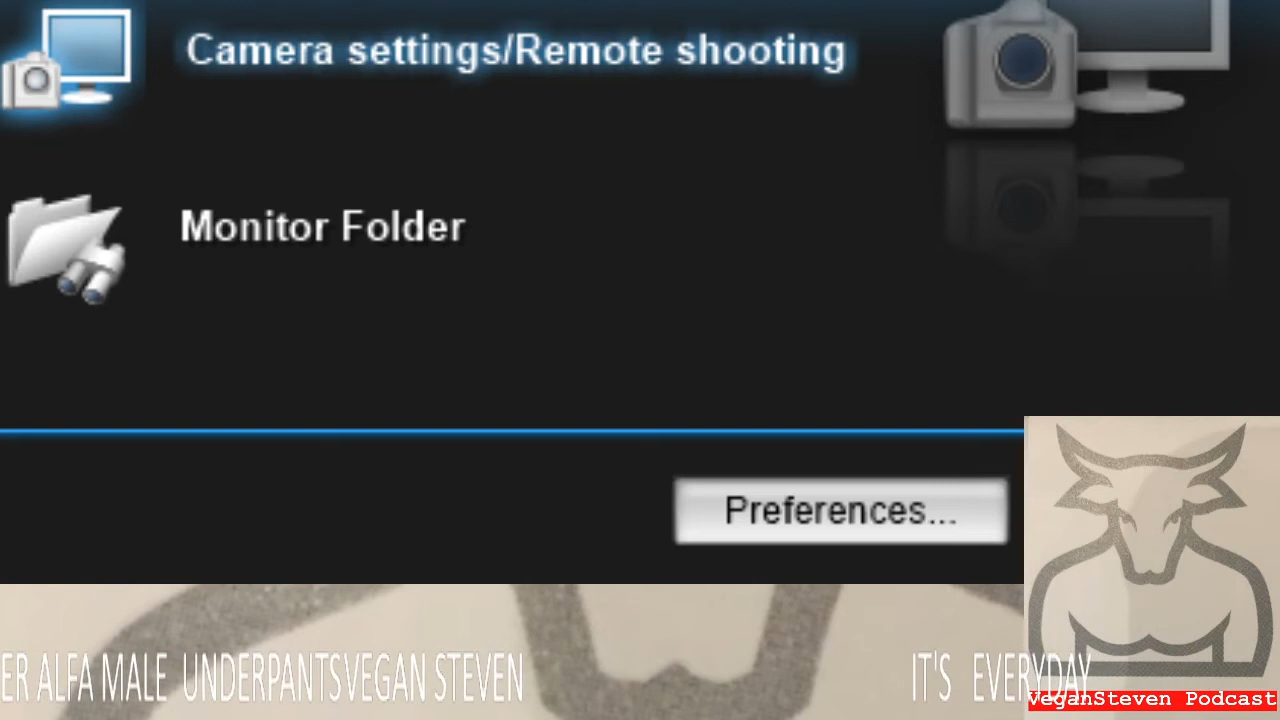 Camera settings/Remote shooting
Monitor Folder
Preferences...
ER ALFA MALE UNDERPANTSVEGAN STEVEN IT'S EVERYDAY
VeganSteven Podcast